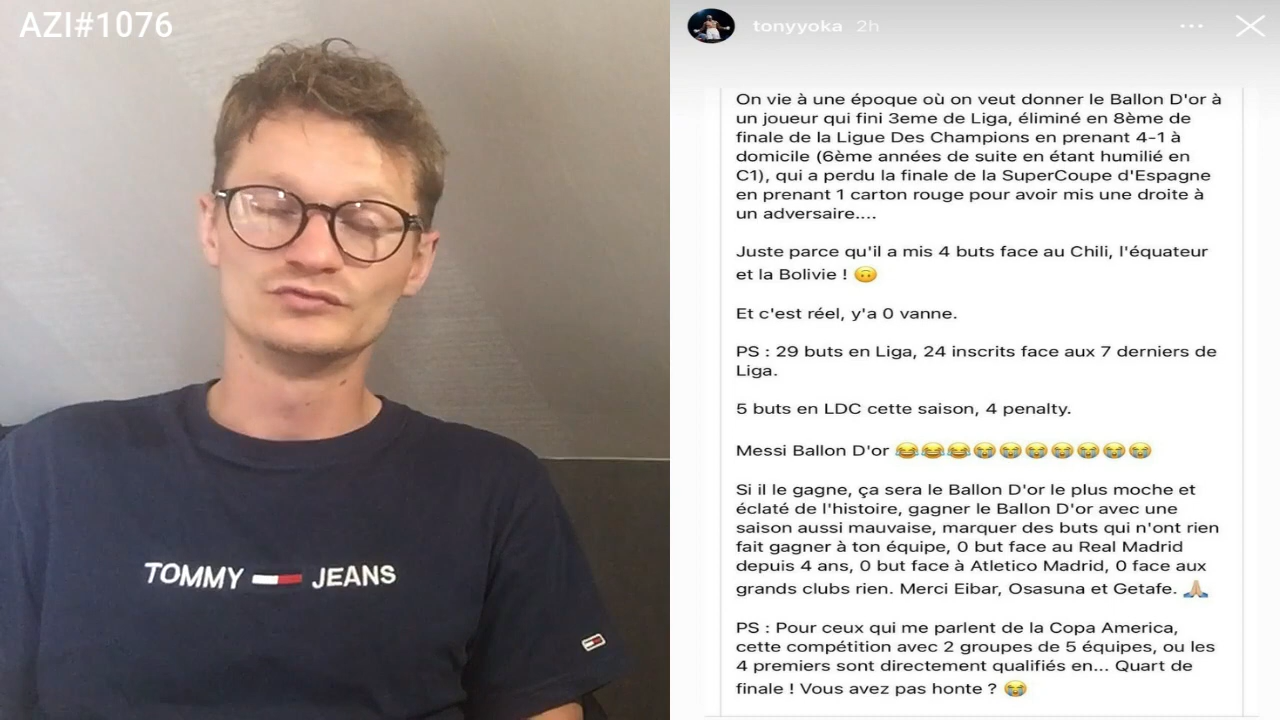 AZI#1076
TOMMY JEANS
tonyyoka 2h
On vie à une époque où on veut donner le Ballon D'or à
un joueur qui fini 3eme de Liga, éliminé en 8ème de
finale de la Ligue Des Champions en prenant 4-1 à
domicile (6ème années de suite en étant humilié en
C1), qui a perdu la finale de la SuperCoupe d'Espagne
en prenant 1 carton rouge pour avoir mis une droite à
un adversaire....
Juste parce qu'il a mis 4 buts face au Chili, l'équateur
et la Bolivie ! 🙃
Et c'est réel, y'a 0 vanne.
PS : 29 buts en Liga, 24 inscrits face aux 7 derniers de
Liga.
5 buts en LDC cette saison, 4 penalty.
Messi Ballon D'or 😂😂😂😭😭😭😭😭😭😭
Si il le gagne, ça sera le Ballon D'or le plus moche et
éclaté de l'histoire, gagner le Ballon D'or avec une
saison aussi mauvaise, marquer des buts qui n'ont rien
fait gagner à ton équipe, 0 but face au Real Madrid
depuis 4 ans, 0 but face à Atletico Madrid, 0 face aux
grands clubs rien. Merci Eibar, Osasuna et Getafe. 🙏🏼
PS : Pour ceux qui me parlent de la Copa America,
cette compétition avec 2 groupes de 5 équipes, ou les
4 premiers sont directement qualifiés en... Quart de
finale ! Vous avez pas honte ? 😭